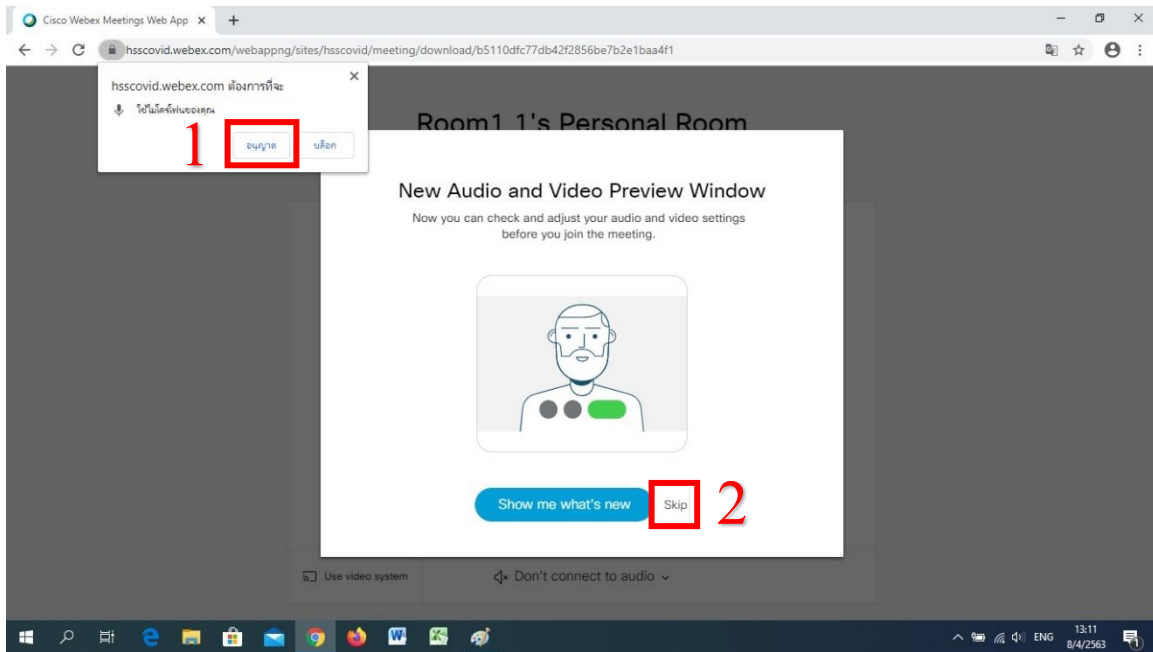 Cisco Webex Meetings Web App
hsscovid.webex.com/webappng/sites/hsscovid/meeting/download/b5110dfc77db42f2856be7b2e1baa4f1
hsscovid.webex.com ต้องการที่จะ
ใช้ไมโครโฟนของคุณ
1
อนุญาต
บล็อก
Room1 1's Personal Room
New Audio and Video Preview Window
Now you can check and adjust your audio and video settings
before you join the meeting.
Show me what's new
Skip
2
Use video system
Don't connect to audio
ENG
13:11
8/4/2563
1